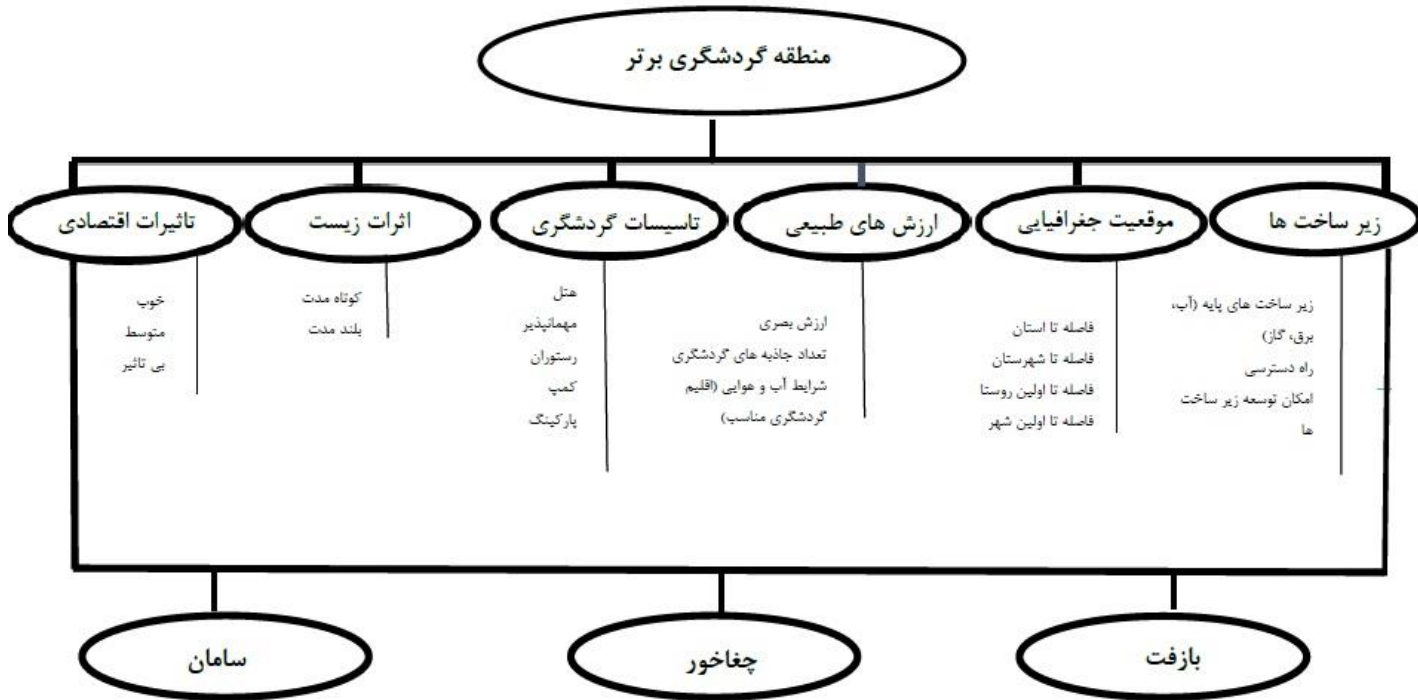 منطقه گردشگری برتر
زیر ساخت ها
موقعیت جغرافیایی
ارزش های طبیعی
تاسیسات گردشگری
اثرات زیست
تاثیرات اقتصادی
زیر ساخت های پایه (آب،
برق، گاز)
راه دسترسی
امکان توسعه زیر ساخت
ها
فاصله تا استان
فاصله تا شهرستان
فاصله تا اولین روستا
فاصله تا اولین شهر
ارزش بصری
تعداد جاذبه های گردشگری
شرایط آب و هوایی (اقلیم
گردشگری مناسب)
هتل
مهمانپذیر
رستوران
کمپ
پارکینگ
کوتاه مدت
بلند مدت
خوب
متوسط
بی تاثیر
بازفت
چغاخور
سامان